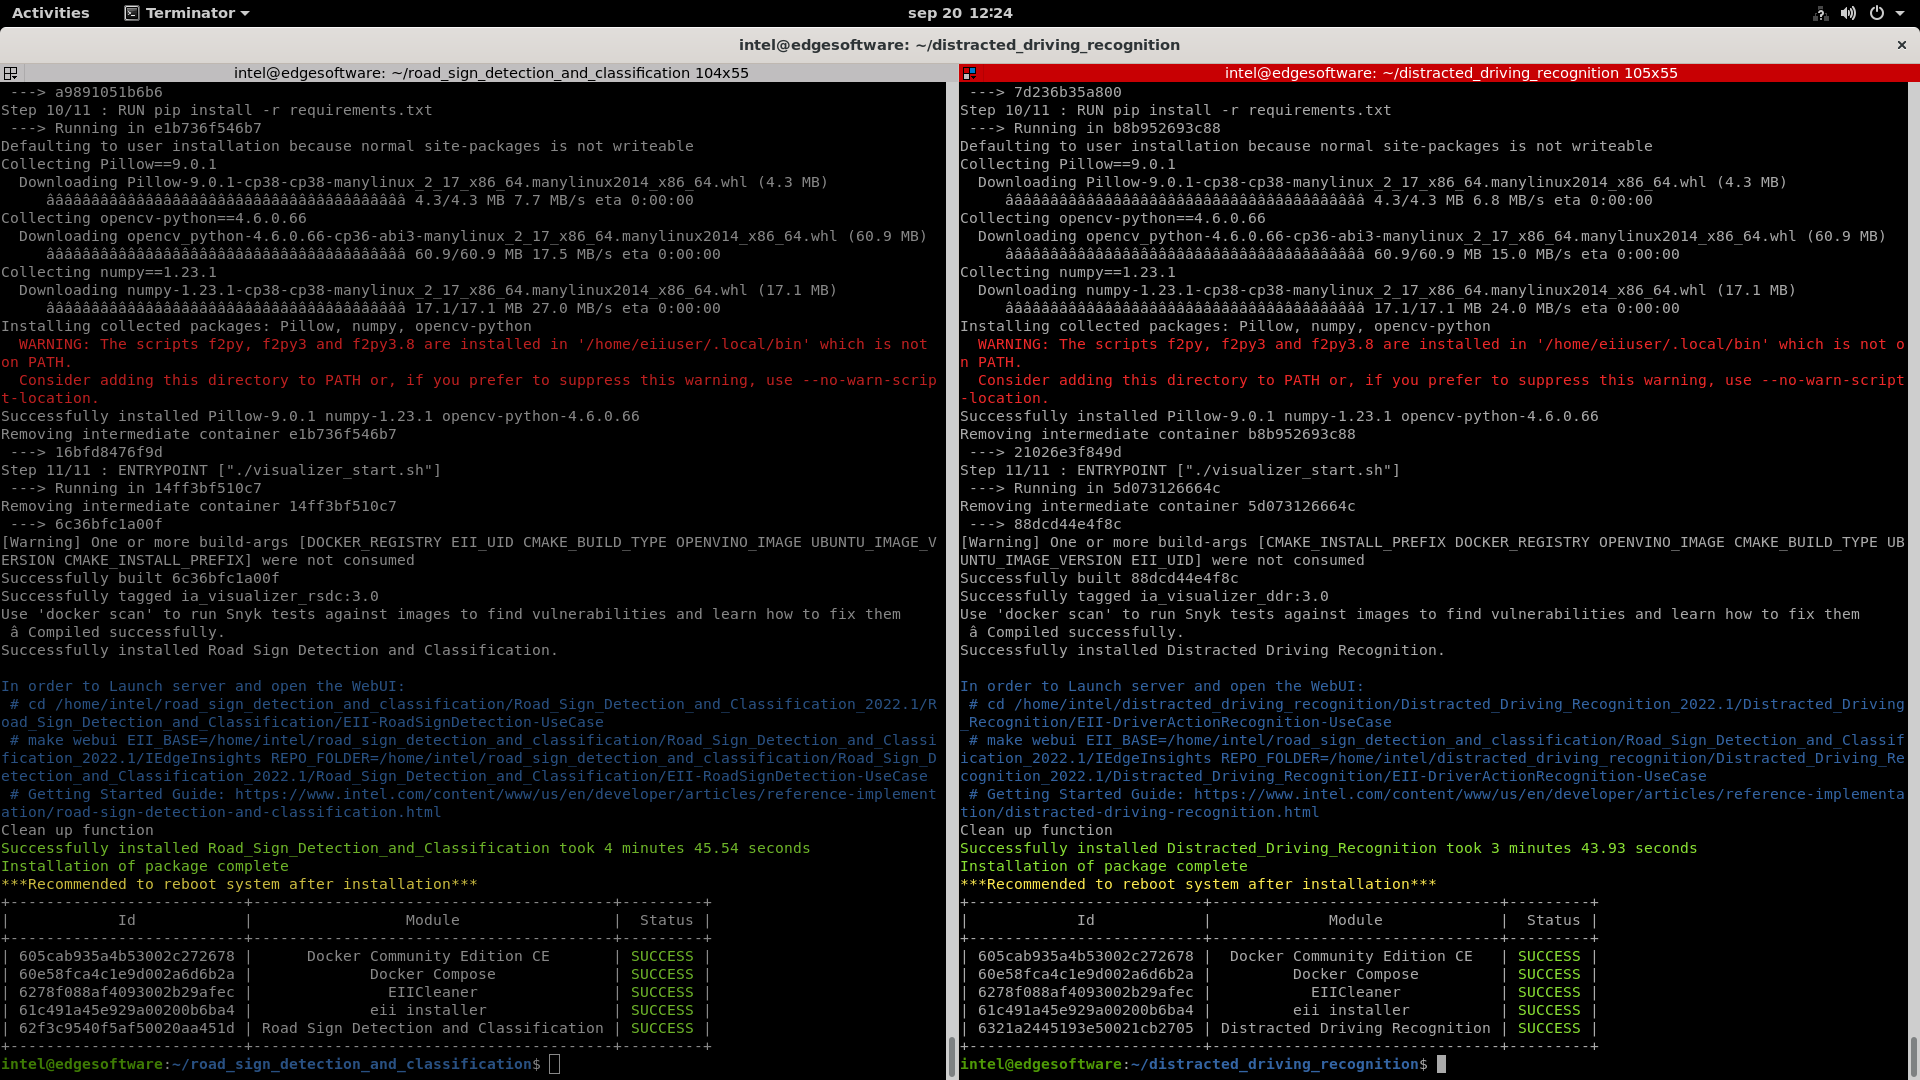 Activities
Terminator
sep 20 12:24
intel@edgesoftware: ~/distracted_driving_recognition
intel@edgesoftware: ~/road_sign_detection_and_classification 104x55
 ---> a9891051b6b6
Step 10/11 : RUN pip install -r requirements.txt
 ---> Running in e1b736f546b7
Defaulting to user installation because normal site-packages is not writeable
Collecting Pillow==9.0.1
  Downloading Pillow-9.0.1-cp38-cp38-manylinux_2_17_x86_64.manylinux2014_x86_64.whl (4.3 MB)
     ââââââââââââââââââââââââââââââââââââââââ 4.3/4.3 MB 7.7 MB/s eta 0:00:00
Collecting opencv-python==4.6.0.66
  Downloading opencv_python-4.6.0.66-cp36-abi3-manylinux_2_17_x86_64.manylinux2014_x86_64.whl (60.9 MB)
     ââââââââââââââââââââââââââââââââââââââââ 60.9/60.9 MB 17.5 MB/s eta 0:00:00
Collecting numpy==1.23.1
  Downloading numpy-1.23.1-cp38-cp38-manylinux_2_17_x86_64.manylinux2014_x86_64.whl (17.1 MB)
     ââââââââââââââââââââââââââââââââââââââââ 17.1/17.1 MB 27.0 MB/s eta 0:00:00
Installing collected packages: Pillow, numpy, opencv-python
  WARNING: The scripts f2py, f2py3 and f2py3.8 are installed in '/home/eiiuser/.local/bin' which is not
on PATH.
  Consider adding this directory to PATH or, if you prefer to suppress this warning, use --no-warn-scrip
t-location.
Successfully installed Pillow-9.0.1 numpy-1.23.1 opencv-python-4.6.0.66
Removing intermediate container e1b736f546b7
 ---> 16bfd8476f9d
Step 11/11 : ENTRYPOINT ["./visualizer_start.sh"]
 ---> Running in 14ff3bf510c7
Removing intermediate container 14ff3bf510c7
 ---> 6c36bfc1a00f
[Warning] One or more build-args [DOCKER_REGISTRY EII_UID CMAKE_BUILD_TYPE OPENVINO_IMAGE UBUNTU_IMAGE_V
ERSION CMAKE_INSTALL_PREFIX] were not consumed
Successfully built 6c36bfc1a00f
Successfully tagged ia_visualizer_rsdc:3.0
Use 'docker scan' to run Snyk tests against images to find vulnerabilities and learn how to fix them
 â Compiled successfully.
Successfully installed Road Sign Detection and Classification.
In order to Launch server and open the WebUI:
 # cd /home/intel/road_sign_detection_and_classification/Road_Sign_Detection_and_Classification_2022.1/R
oad_Sign_Detection_and_Classification/EII-RoadSignDetection-UseCase
 # make webui EII_BASE=/home/intel/road_sign_detection_and_classification/Road_Sign_Detection_and_Classi
fication_2022.1/IEdgeInsights REPO_FOLDER=/home/intel/road_sign_detection_and_classification/Road_Sign_D
etection_and_Classification_2022.1/Road_Sign_Detection_and_Classification/EII-RoadSignDetection-UseCase
 # Getting Started Guide: https://www.intel.com/content/www/us/en/developer/articles/reference-implement
ation/road-sign-detection-and-classification.html
Clean up function
Successfully installed Road_Sign_Detection_and_Classification took 4 minutes 45.54 seconds
Installation of package complete
***Recommended to reboot system after installation***
+--------------------------+----------------------------------------+---------+
| Id | Module | Status |
+--------------------------+----------------------------------------+---------+
| 605cab935a4b53002c272678 | Docker Community Edition CE | SUCCESS |
| 60e58fca4c1e9d002a6d6b2a | Docker Compose | SUCCESS |
| 6278f088af4093002b29afec | EIICleaner | SUCCESS |
| 61c491a45e929a00200b6ba4 | eii installer | SUCCESS |
| 62f3c9540f5af50020aa451d | Road Sign Detection and Classification | SUCCESS |
+--------------------------+----------------------------------------+---------+
intel@edgesoftware:~/road_sign_detection_and_classification$
intel@edgesoftware: ~/distracted_driving_recognition 105x55
 ---> 7d236b35a800
Step 10/11 : RUN pip install -r requirements.txt
 ---> Running in b8b952693c88
Defaulting to user installation because normal site-packages is not writeable
Collecting Pillow==9.0.1
  Downloading Pillow-9.0.1-cp38-cp38-manylinux_2_17_x86_64.manylinux2014_x86_64.whl (4.3 MB)
     ââââââââââââââââââââââââââââââââââââââââ 4.3/4.3 MB 6.8 MB/s eta 0:00:00
Collecting opencv-python==4.6.0.66
  Downloading opencv_python-4.6.0.66-cp36-abi3-manylinux_2_17_x86_64.manylinux2014_x86_64.whl (60.9 MB)
     ââââââââââââââââââââââââââââââââââââââââ 60.9/60.9 MB 15.0 MB/s eta 0:00:00
Collecting numpy==1.23.1
  Downloading numpy-1.23.1-cp38-cp38-manylinux_2_17_x86_64.manylinux2014_x86_64.whl (17.1 MB)
     ââââââââââââââââââââââââââââââââââââââââ 17.1/17.1 MB 24.0 MB/s eta 0:00:00
Installing collected packages: Pillow, numpy, opencv-python
  WARNING: The scripts f2py, f2py3 and f2py3.8 are installed in '/home/eiiuser/.local/bin' which is not o
n PATH.
  Consider adding this directory to PATH or, if you prefer to suppress this warning, use --no-warn-script
-location.
Successfully installed Pillow-9.0.1 numpy-1.23.1 opencv-python-4.6.0.66
Removing intermediate container b8b952693c88
 ---> 21026e3f849d
Step 11/11 : ENTRYPOINT ["./visualizer_start.sh"]
 ---> Running in 5d073126664c
Removing intermediate container 5d073126664c
 ---> 88dcd44e4f8c
[Warning] One or more build-args [CMAKE_INSTALL_PREFIX DOCKER_REGISTRY OPENVINO_IMAGE CMAKE_BUILD_TYPE UB
UNTU_IMAGE_VERSION EII_UID] were not consumed
Successfully built 88dcd44e4f8c
Successfully tagged ia_visualizer_ddr:3.0
Use 'docker scan' to run Snyk tests against images to find vulnerabilities and learn how to fix them
 â Compiled successfully.
Successfully installed Distracted Driving Recognition.
In order to Launch server and open the WebUI:
 # cd /home/intel/distracted_driving_recognition/Distracted_Driving_Recognition_2022.1/Distracted_Driving
_Recognition/EII-DriverActionRecognition-UseCase
 # make webui EII_BASE=/home/intel/road_sign_detection_and_classification/Road_Sign_Detection_and_Classif
ication_2022.1/IEdgeInsights REPO_FOLDER=/home/intel/distracted_driving_recognition/Distracted_Driving_Re
cognition_2022.1/Distracted_Driving_Recognition/EII-DriverActionRecognition-UseCase
 # Getting Started Guide: https://www.intel.com/content/www/us/en/developer/articles/reference-implementa
tion/distracted-driving-recognition.html
Clean up function
Successfully installed Distracted_Driving_Recognition took 3 minutes 43.93 seconds
Installation of package complete
***Recommended to reboot system after installation***
+--------------------------+--------------------------------+---------+
| Id | Module | Status |
+--------------------------+--------------------------------+---------+
| 605cab935a4b53002c272678 | Docker Community Edition CE | SUCCESS |
| 60e58fca4c1e9d002a6d6b2a | Docker Compose | SUCCESS |
| 6278f088af4093002b29afec | EIICleaner | SUCCESS |
| 61c491a45e929a00200b6ba4 | eii installer | SUCCESS |
| 6321a2445193e50021cb2705 | Distracted Driving Recognition | SUCCESS |
+--------------------------+--------------------------------+---------+
intel@edgesoftware:~/distracted_driving_recognition$